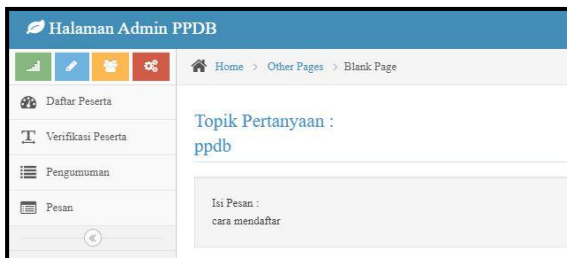 Halaman Admin PPDB
Home > Other Pages > Blank Page
Daftar Peserta
Verifikasi Peserta
Pengumuman
Pesan
Topik Pertanyaan :
ppdb
Isi Pesan :
cara mendaftar